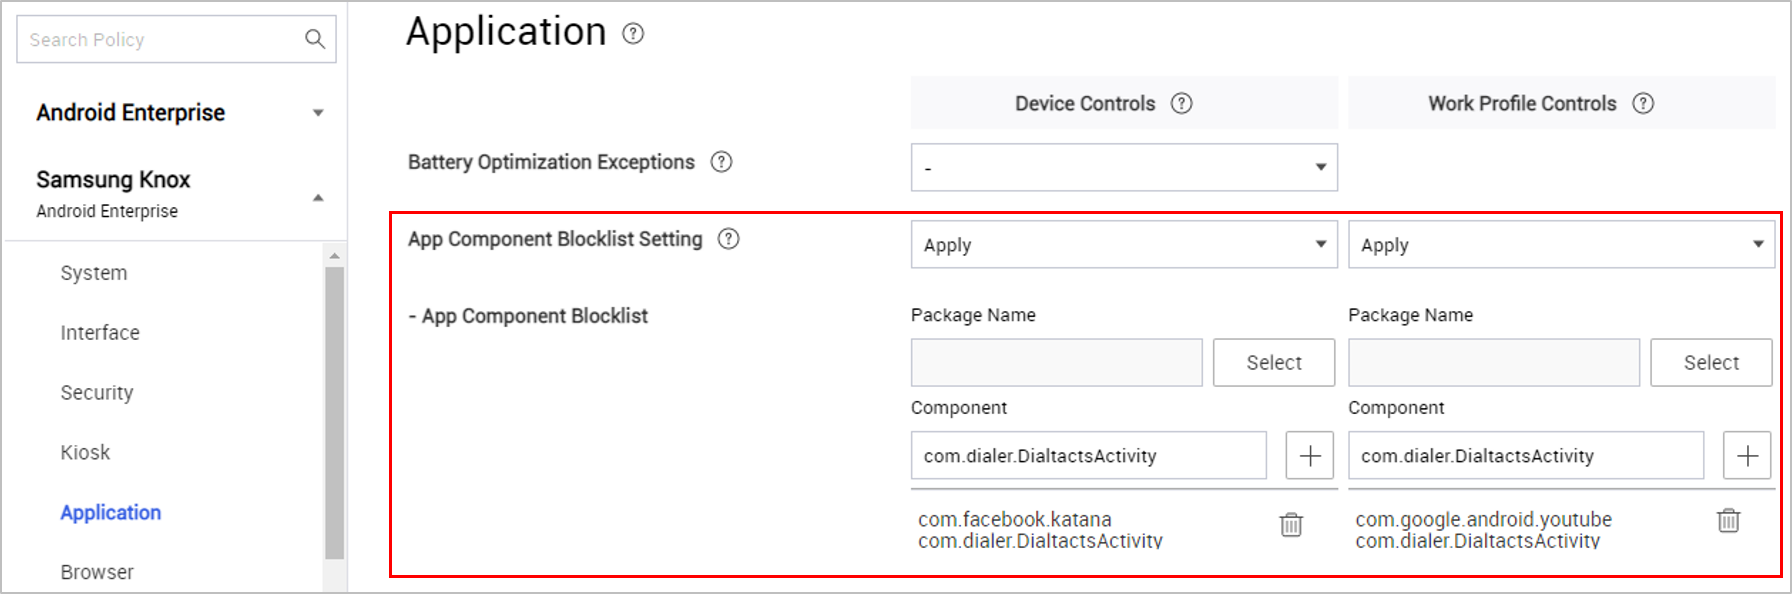 Search Policy
Android Enterprise
Samsung Knox
Android Enterprise
System
Interface
Security
Kiosk
Application
Browser
Application ?
Device Controls ?
Work Profile Controls ?
Battery Optimization Exceptions ?
-
App Component Blocklist Setting ?
Apply
Apply
- App Component Blocklist
Package Name
Select
Component
com.dialer.DialtactsActivity
com.facebook.katana
com.dialer.DialtactsActivity
Package Name
Select
Component
com.dialer.DialtactsActivity
com.google.android.youtube
com.dialer.DialtactsActivity